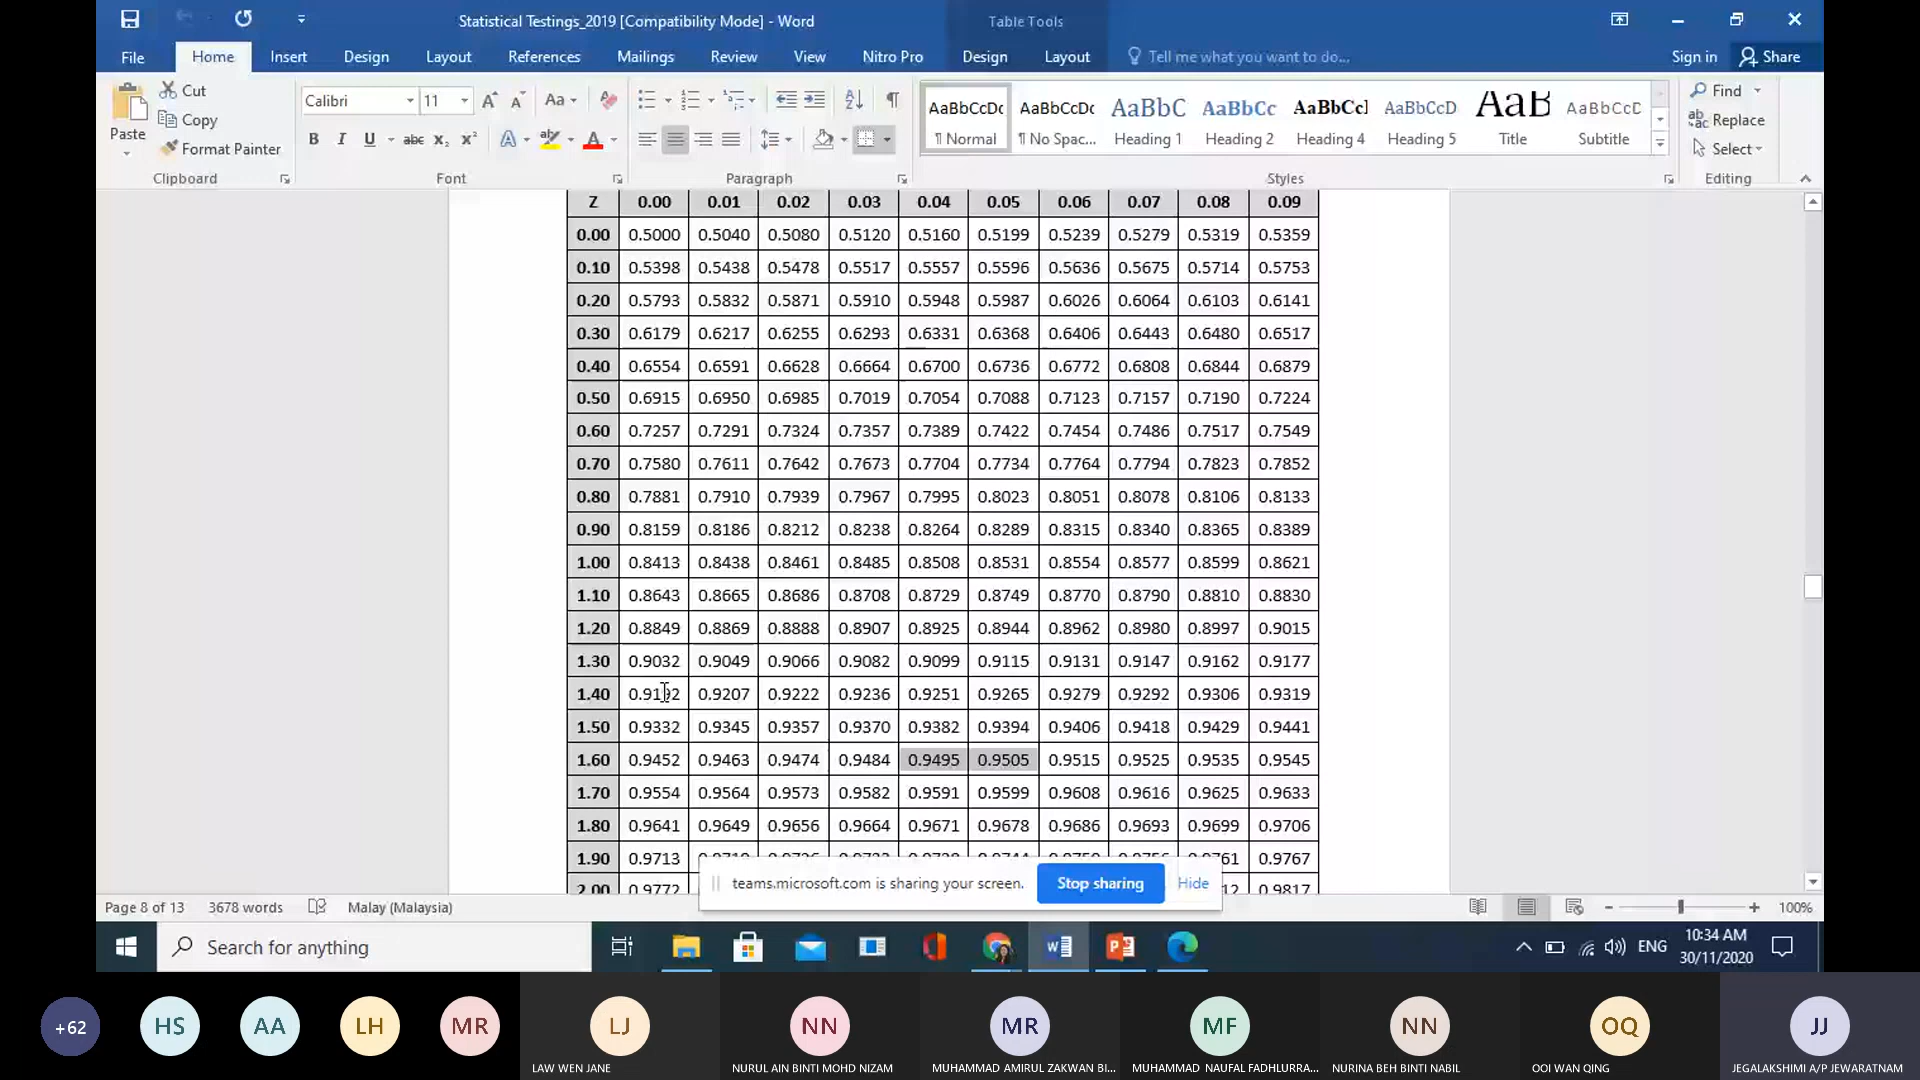 Statistical Testings_2019 [Compatibility Mode] - Word
Table Tools
File Home Insert Design Layout References Mailings Review View Nitro Pro Design Layout Tell me what you want to do... Sign in Share
Paste
Cut
Copy
Format Painter
Calibri 11
AaBbCcDc AaBbCcDc AaBbC AaBbCc AaBbCcl AaBbCcD AaB AaBbCcD
¶ Normal ¶ No Spac... Heading 1 Heading 2 Heading 4 Heading 5 Title Subtitle
Find
Replace
Select
Clipboard Font Paragraph Styles Editing
Z 0.00 0.01 0.02 0.03 0.04 0.05 0.06 0.07 0.08 0.09
0.00 0.5000 0.5040 0.5080 0.5120 0.5160 0.5199 0.5239 0.5279 0.5319 0.5359
0.10 0.5398 0.5438 0.5478 0.5517 0.5557 0.5596 0.5636 0.5675 0.5714 0.5753
0.20 0.5793 0.5832 0.5871 0.5910 0.5948 0.5987 0.6026 0.6064 0.6103 0.6141
0.30 0.6179 0.6217 0.6255 0.6293 0.6331 0.6368 0.6406 0.6443 0.6480 0.6517
0.40 0.6554 0.6591 0.6628 0.6664 0.6700 0.6736 0.6772 0.6808 0.6844 0.6879
0.50 0.6915 0.6950 0.6985 0.7019 0.7054 0.7088 0.7123 0.7157 0.7190 0.7224
0.60 0.7257 0.7291 0.7324 0.7357 0.7389 0.7422 0.7454 0.7486 0.7517 0.7549
0.70 0.7580 0.7611 0.7642 0.7673 0.7704 0.7734 0.7764 0.7794 0.7823 0.7852
0.80 0.7881 0.7910 0.7939 0.7967 0.7995 0.8023 0.8051 0.8078 0.8106 0.8133
0.90 0.8159 0.8186 0.8212 0.8238 0.8264 0.8289 0.8315 0.8340 0.8365 0.8389
1.00 0.8413 0.8438 0.8461 0.8485 0.8508 0.8531 0.8554 0.8577 0.8599 0.8621
1.10 0.8643 0.8665 0.8686 0.8708 0.8729 0.8749 0.8770 0.8790 0.8810 0.8830
1.20 0.8849 0.8869 0.8888 0.8907 0.8925 0.8944 0.8962 0.8980 0.8997 0.9015
1.30 0.9032 0.9049 0.9066 0.9082 0.9099 0.9115 0.9131 0.9147 0.9162 0.9177
1.40 0.9192 0.9207 0.9222 0.9236 0.9251 0.9265 0.9279 0.9292 0.9306 0.9319
1.50 0.9332 0.9345 0.9357 0.9370 0.9382 0.9394 0.9406 0.9418 0.9429 0.9441
1.60 0.9452 0.9463 0.9474 0.9484 0.9495 0.9505 0.9515 0.9525 0.9535 0.9545
1.70 0.9554 0.9564 0.9573 0.9582 0.9591 0.9599 0.9608 0.9616 0.9625 0.9633
1.80 0.9641 0.9649 0.9656 0.9664 0.9671 0.9678 0.9686 0.9693 0.9699 0.9706
1.90 0.9713 0.9767
2.00 0.9772 0.9817
teams.microsoft.com is sharing your screen. Stop sharing Hide
Page 8 of 13 3678 words Malay (Malaysia) 100%
Search for anything
ENG
10:34 AM
30/11/2020
+62 HS AA LH MR LJ NN MR MF NN OQ JJ
LAW WEN JANE NURUL AIN BINTI MOHD NIZAM MUHAMMAD AMIRUL ZAKWAN BI... MUHAMMAD NAUFAL FADHLURRA... NURINA BEH BINTI NABIL OOI WAN QING JEGALAKSHIMI A/P JEWARATNAM